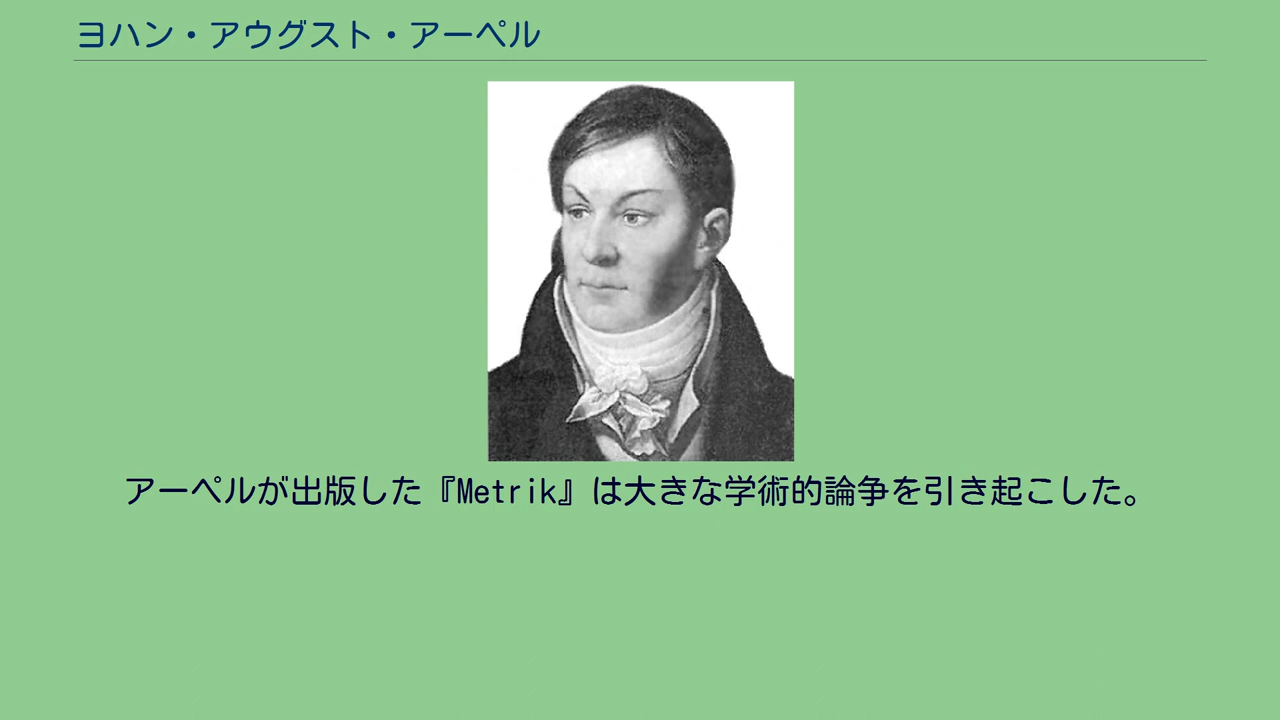 ヨハン・アウグスト・アーペル
アーペルが出版した『Metrik』は大きな学術的論争を引き起こした。